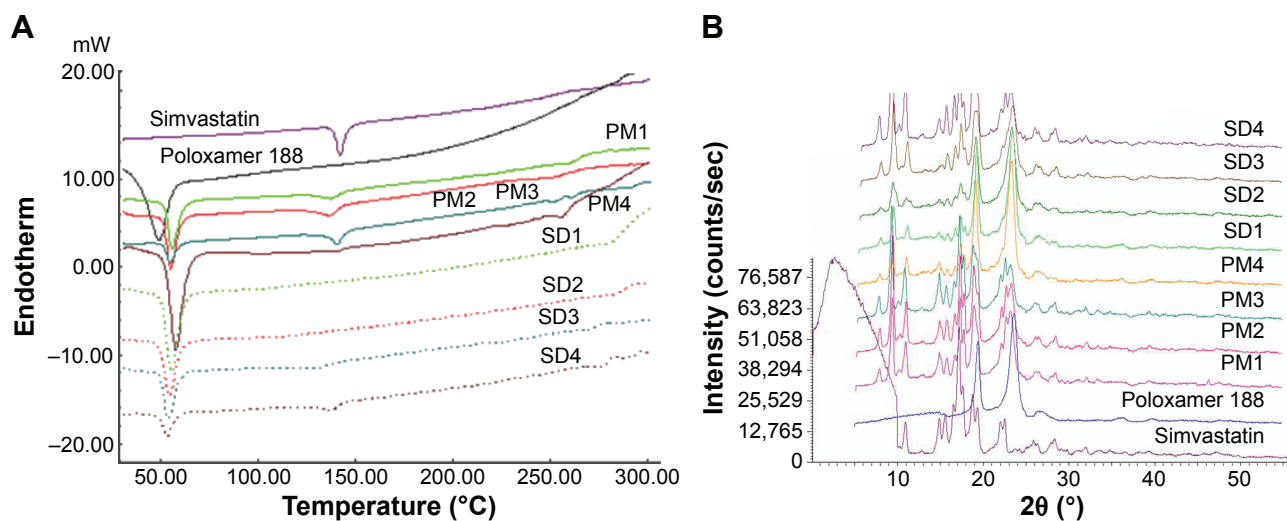 A
mW
20.00
10.00
0.00
–10.00
–20.00
Endotherm
Simvastatin
Poloxamer 188
PM1
PM2
PM3
PM4
SD1
SD2
SD3
SD4
50.00 100.00 150.00 200.00 250.00 300.00
Temperature (°C)
B
Intensity (counts/sec)
76,587
63,823
51,058
38,294
25,529
12,765
0
SD4
SD3
SD2
SD1
PM4
PM3
PM2
PM1
Poloxamer 188
Simvastatin
10 20 30 40 50
2θ (°)